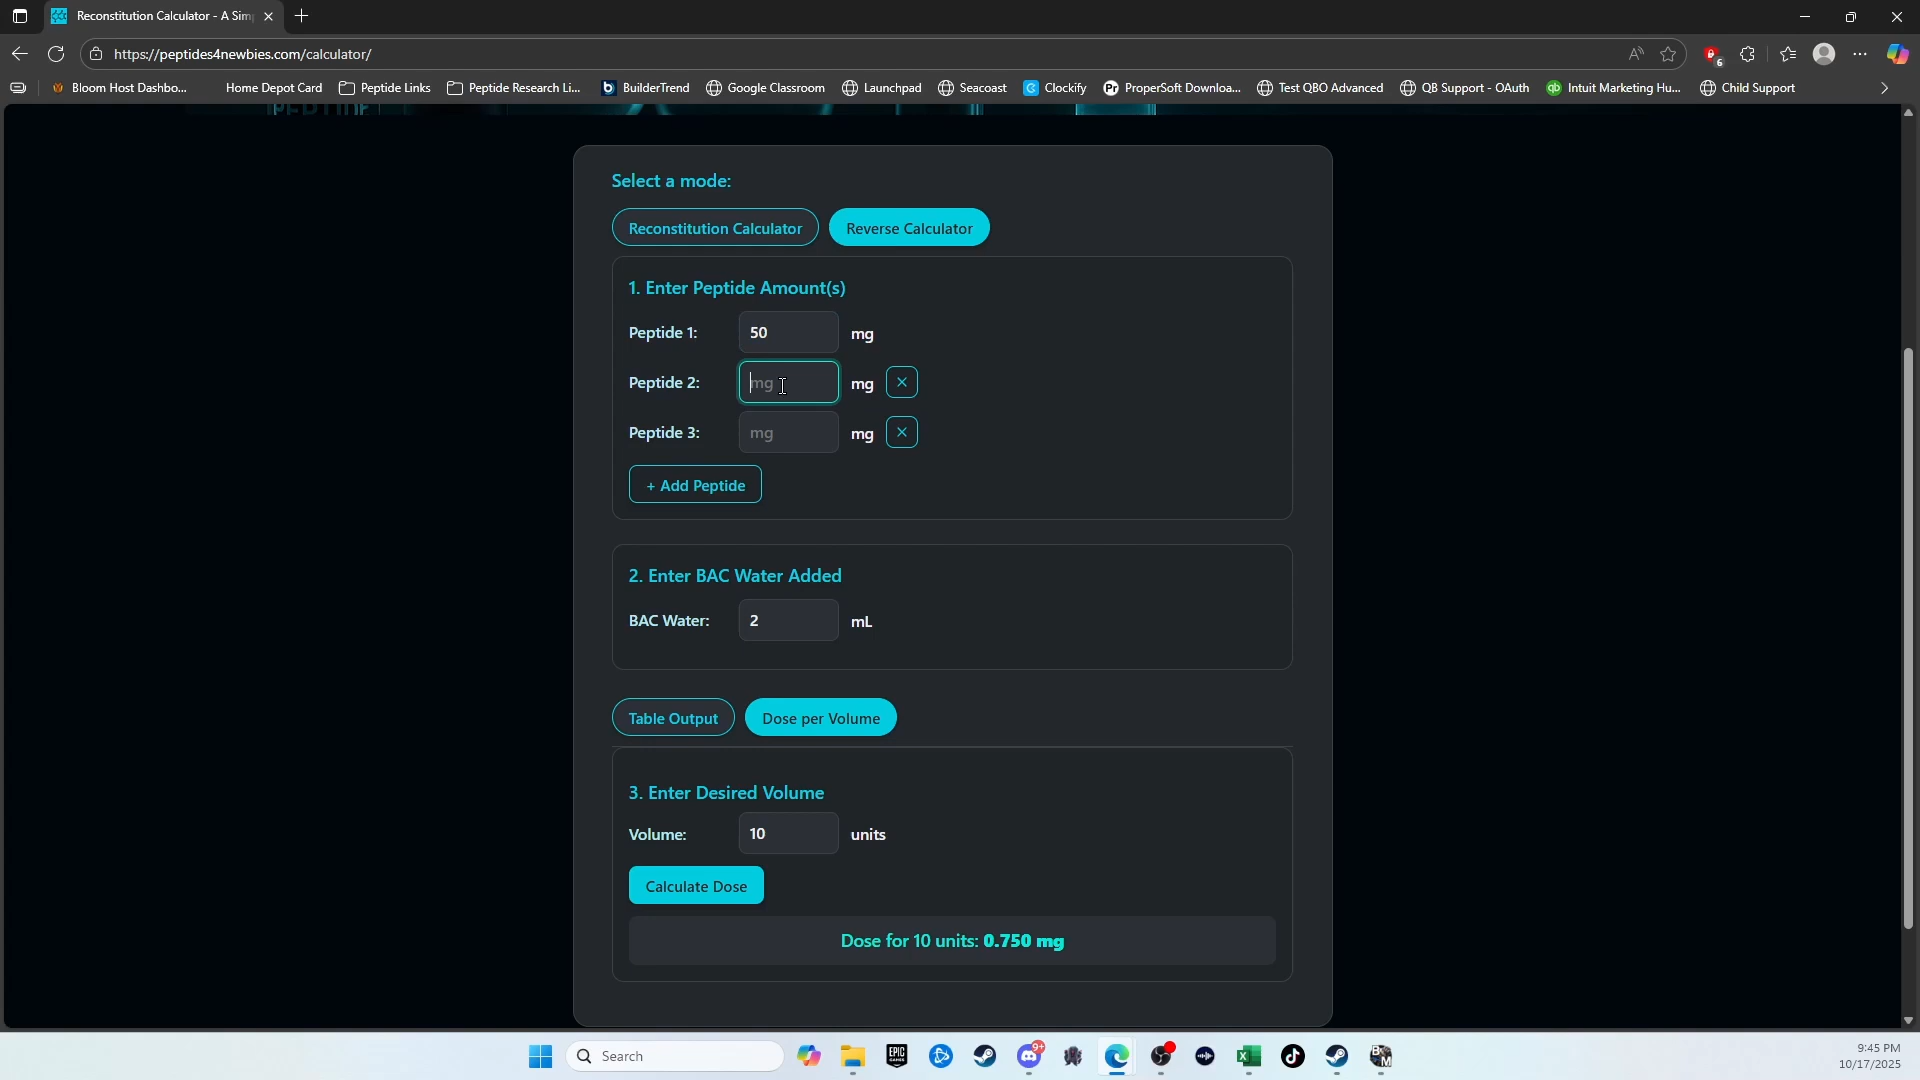 Reconstitution Calculator - A Sim
https://peptides4newbies.com/calculator/
6
Bloom Host Dashbo...
Home Depot Card
Peptide Links
Peptide Research Li...
BuilderTrend
Google Classroom
Launchpad
Seacoast
Clockify
ProperSoft Downloa...
Test QBO Advanced
QB Support - OAuth
Intuit Marketing Hu...
Child Support
Select a mode:
Reconstitution Calculator
Reverse Calculator
1. Enter Peptide Amount(s)
Peptide 1: 50 mg
Peptide 2: mg mg
Peptide 3: mg mg
+ Add Peptide
2. Enter BAC Water Added
BAC Water: 2 mL
Table Output
Dose per Volume
3. Enter Desired Volume
Volume: 10 units
Calculate Dose
Dose for 10 units: 0.750 mg
Search
EPIC GAMES
9+
9:45 PM
10/17/2025